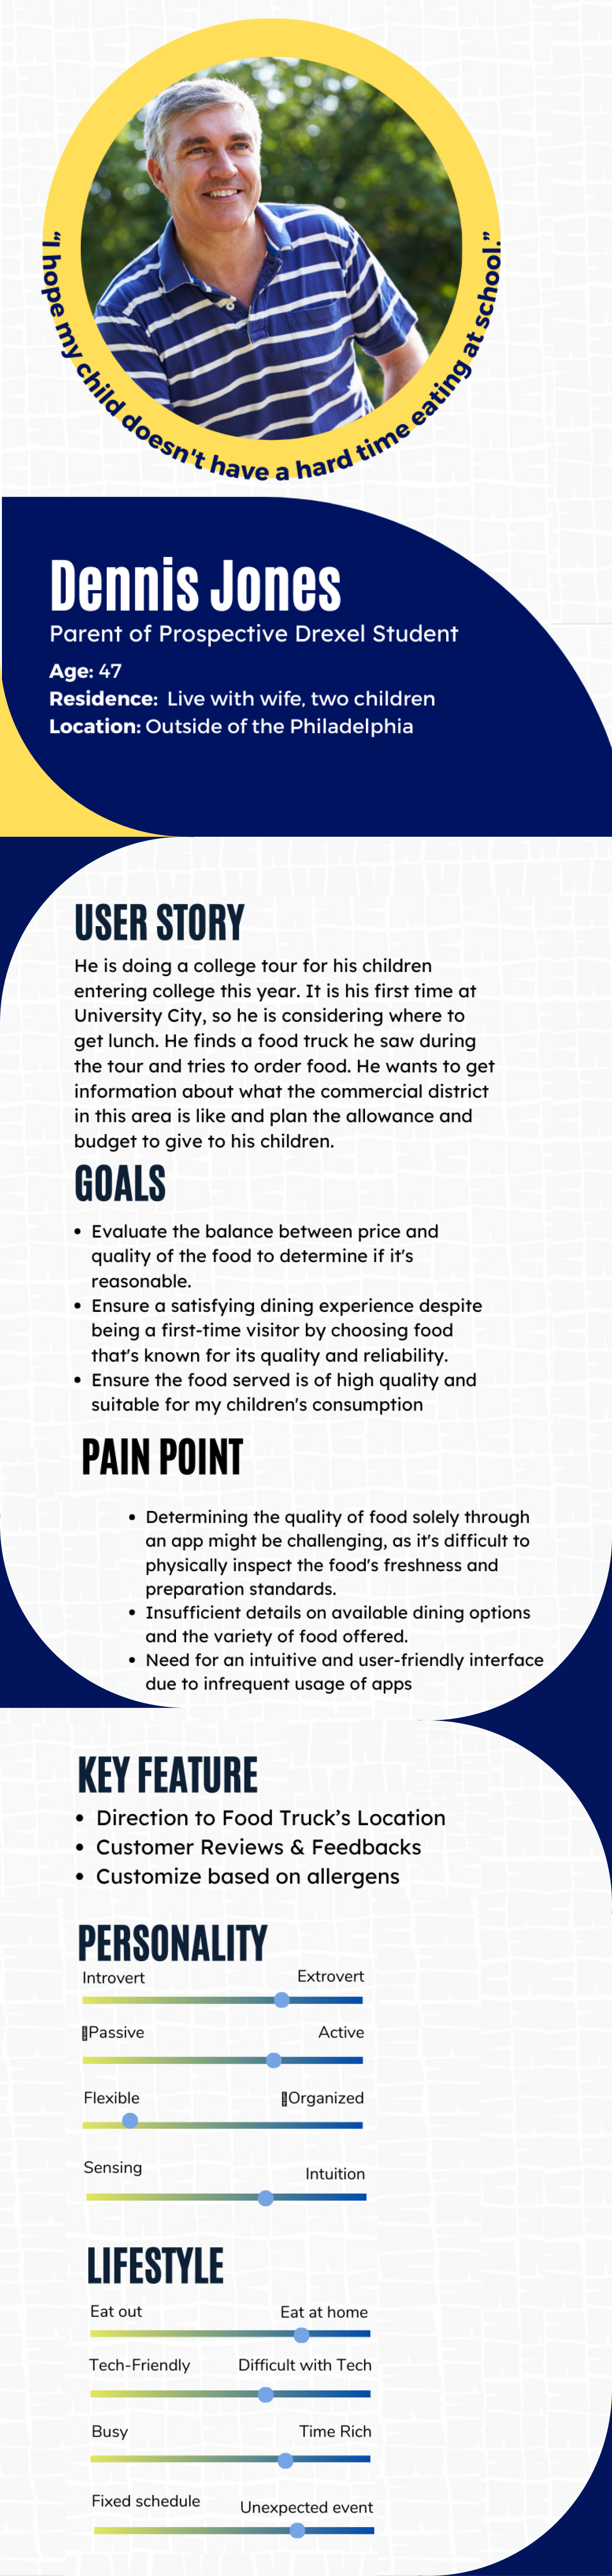 „I hope my child doesn't have a hard time eating at school.”
Dennis Jones
Parent of Prospective Drexel Student
Age: 47
Residence: Live with wife, two children
Location: Outside of the Philadelphia
USER STORY
He is doing a college tour for his children
entering college this year. It is his first time at
University City, so he is considering where to
get lunch. He finds a food truck he saw during
the tour and tries to order food. He wants to get
information about what the commercial district
in this area is like and plan the allowance and
budget to give to his children.
GOALS
• Evaluate the balance between price and
quality of the food to determine if it's
reasonable.
• Ensure a satisfying dining experience despite
being a first-time visitor by choosing food
that's known for its quality and reliability.
• Ensure the food served is of high quality and
suitable for my children's consumption
PAIN POINT
• Determining the quality of food solely through
an app might be challenging, as it's difficult to
physically inspect the food's freshness and
preparation standards.
• Insufficient details on available dining options
and the variety of food offered.
• Need for an intuitive and user-friendly interface
due to infrequent usage of apps
KEY FEATURE
• Direction to Food Truck’s Location
• Customer Reviews & Feedbacks
• Customize based on allergens
PERSONALITY
Introvert Extrovert
Passive Active
Flexible Organized
Sensing Intuition
LIFESTYLE
Eat out Eat at home
Tech-Friendly Difficult with Tech
Busy Time Rich
Fixed schedule Unexpected event